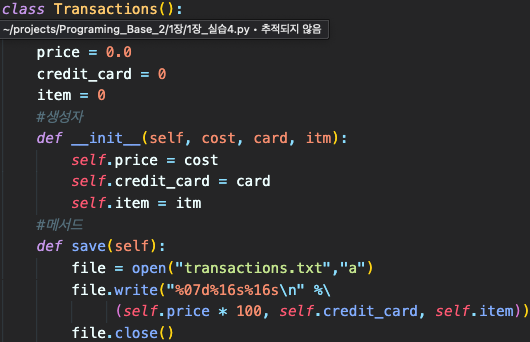 class Transactions():
~/projects/Programing_Base_2/1장/1장_실습4.py • 추적되지 않음
    price = 0.0
    credit_card = 0
    item = 0
    #생성자
    def __init__(self, cost, card, itm):
        self.price = cost
        self.credit_card = card
        self.item = itm
    #메서드
    def save(self):
        file = open("transactions.txt","a")
        file.write("%07d%16s%16s\n" %\
             (self.price * 100, self.credit_card, self.item))
        file.close()